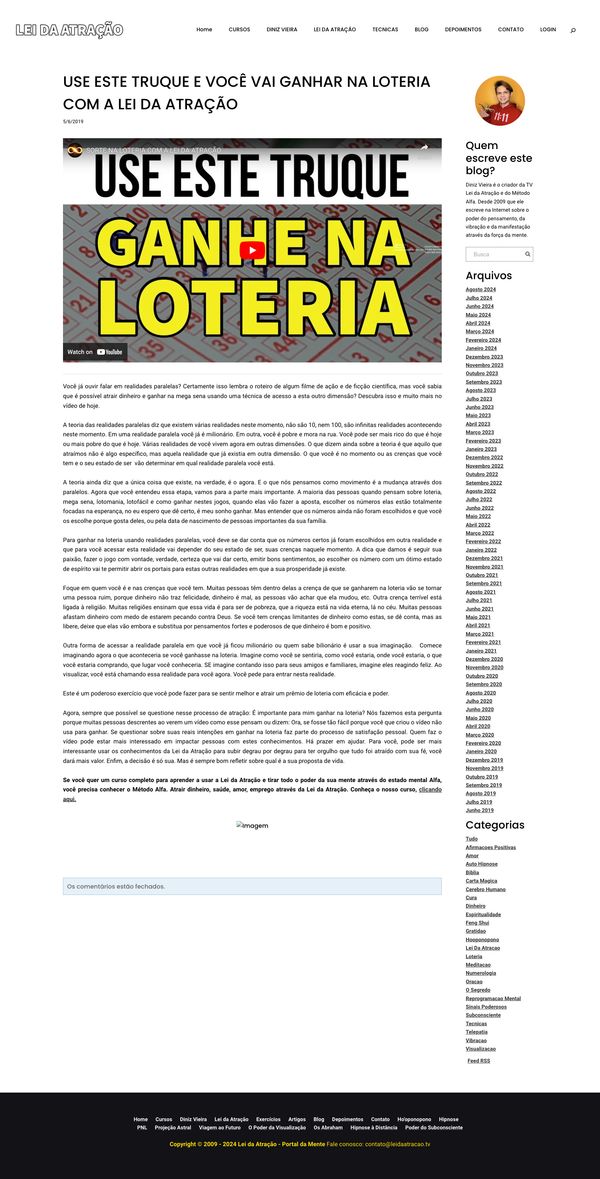 LEI DA ATRAÇÃO
Home CURSOS DINIZ VIEIRA LEI DA ATRAÇÃO TECNICAS BLOG DEPOIMENTOS CONTATO LOGIN
USE ESTE TRUQUE E VOCÊ VAI GANHAR NA LOTERIA
COM A LEI DA ATRAÇÃO
5/6/2019
SORTE NA LOTERIA COM A LEI DA ATRAÇÃO
USE ESTE TRUQUE
GANHE NA
LOTERIA
Watch on YouTube
Você já ouvir falar em realidades paralelas? Certamente isso lembra o roteiro de algum filme de ação e de ficção científica, mas você sabia
que é possível atrair dinheiro e ganhar na mega sena usando uma técnica de acesso a esta outro dimensão? Descubra isso e muito mais no
vídeo de hoje.
A teoria das realidades paralelas diz que existem várias realidades neste momento, não são 10, nem 100, são infinitas realidades acontecendo
neste momento. Em uma realidade paralela você já é milionário. Em outra, você é pobre e mora na rua. Você pode ser mais rico do que é hoje
ou mais pobre do que é hoje. Várias realidades de você vivem agora em outras dimensões. O que dizem ainda sobre a teoria é que aquilo que
atraímos não é algo específico, mas aquela realidade que já existia em outra dimensão. O que você é no momento ou as crenças que você
tem e o seu estado de ser vão determinar em qual realidade paralela você está.
A teoria ainda diz que a única coisa que existe, na verdade, é o agora. E o que nós pensamos como movimento é a mudança através dos
paralelos. Agora que você entendeu essa etapa, vamos para a parte mais importante. A maioria das pessoas quando pensam sobre loteria,
mega sena, lotomania, lotofácil e como ganhar nestes jogos, quando elas vão fazer a aposta, escolher os números elas estão totalmente
focadas na esperança, no eu espero que dê certo, é meu sonho ganhar. Mas entender que os números ainda não foram escolhidos e que você
os escolhe porque gosta deles, ou pela data de nascimento de pessoas importantes da sua família.
Para ganhar na loteria usando realidades paralelas, você deve se dar conta que os números certos já foram escolhidos em outra realidade e
que para você acessar esta realidade vai depender do seu estado de ser, suas crenças naquele momento. A dica que damos é seguir sua
paixão, fazer o jogo com vontade, verdade, certeza que vai dar certo, emitir bons sentimentos, ao escolher os número com um ótimo estado
de espírito vai te permitir abrir os portais para estas outras realidades em que a sua prosperidade já existe.
Foque em quem você é e nas crenças que você tem. Muitas pessoas têm dentro delas a crença de que se ganharem na loteria vão se tornar
uma pessoa ruim, porque dinheiro não traz felicidade, dinheiro é mal, as pessoas vão achar que ela mudou, etc. Outra crença terrível está
ligada à religião. Muitas religiões ensinam que essa vida é para ser de pobreza, que a riqueza está na vida eterna, lá no céu. Muitas pessoas
afastam dinheiro com medo de estarem pecando contra Deus. Se você tem crenças limitantes de dinheiro como estas, se dê conta, mas as
libere, deixe que elas vão embora e substitua por pensamentos fortes e poderosos de que dinheiro é bom e positivo.
Outra forma de acessar a realidade paralela em que você já ficou milionário ou quem sabe bilionário é usar a sua imaginação. Comece
imaginando agora o que aconteceria se você ganhasse na loteria. Imagine como você se sentiria, como você estaria, onde você estaria, o que
você estaria comprando, que lugar você conheceria. SE imagine contando isso para seus amigos e familiares, imagine eles reagindo feliz. Ao
visualizar, você está chamando essa realidade para você agora. Você pede para entrar nesta realidade.
Este é um poderoso exercício que você pode fazer para se sentir melhor e atrair um prêmio de loteria com eficácia e poder.
Agora, sempre que possível se questione nesse processo de atração: É importante para mim ganhar na loteria? Nós fazemos esta pergunta
porque muitas pessoas descrentes ao verem um vídeo como esse pensam ou dizem: Ora, se fosse tão fácil porque você que criou o vídeo não
usa para ganhar. Se questionar sobre suas reais intenções em ganhar na loteria faz parte do processo de satisfação pessoal. Quem faz o
vídeo pode estar mais interessado em impactar pessoas com estes conhecimentos. Há prazer em ajudar. Para você, pode ser mais
interessante usar os conhecimentos da Lei da Atração para subir degrau por degrau para ter orgulho que tudo foi atraído com sua fé, você
dará mais valor. Enfim, a decisão é só sua. Mas é sempre bom refletir sobre qual é a sua proposta de vida.
Se você quer um curso completo para aprender a usar a Lei da Atração e tirar todo o poder da sua mente através do estado mental Alfa,
você precisa conhecer o Método Alfa. Atrair dinheiro, saúde, amor, emprego através da Lei da Atração. Conheça o nosso curso, clicando
aqui.
Imagem
Os comentários estão fechados.
11:11
Quem
escreve este
blog?
Diniz Vieira é o criador da TV
Lei da Atração e do Método
Alfa. Desde 2009 que ele
escreve na Internet sobre o
poder do pensamento, da
vibração e da manifestação
através da força da mente.
Busca
Arquivos
Agosto 2024
Julho 2024
Junho 2024
Maio 2024
Abril 2024
Março 2024
Fevereiro 2024
Janeiro 2024
Dezembro 2023
Novembro 2023
Outubro 2023
Setembro 2023
Agosto 2023
Julho 2023
Junho 2023
Maio 2023
Abril 2023
Março 2023
Fevereiro 2023
Janeiro 2023
Dezembro 2022
Novembro 2022
Outubro 2022
Setembro 2022
Agosto 2022
Julho 2022
Junho 2022
Maio 2022
Abril 2022
Março 2022
Fevereiro 2022
Janeiro 2022
Dezembro 2021
Novembro 2021
Outubro 2021
Setembro 2021
Agosto 2021
Julho 2021
Junho 2021
Maio 2021
Abril 2021
Março 2021
Fevereiro 2021
Janeiro 2021
Dezembro 2020
Novembro 2020
Outubro 2020
Setembro 2020
Agosto 2020
Julho 2020
Junho 2020
Maio 2020
Abril 2020
Março 2020
Fevereiro 2020
Janeiro 2020
Dezembro 2019
Novembro 2019
Outubro 2019
Setembro 2019
Agosto 2019
Julho 2019
Junho 2019
Categorias
Tudo
Afirmacoes Positivas
Amor
Auto Hipnose
Biblia
Carta Magica
Cerebro Humano
Cura
Dinheiro
Espiritualidade
Feng Shui
Gratidao
Hooponopono
Lei Da Atracao
Loteria
Meditacao
Numerologia
Oracao
O Segredo
Reprogramacao Mental
Sinais Poderosos
Subconsciente
Tecnicas
Telepatia
Vibracao
Visualizacao
Feed RSS
Home Cursos Diniz Vieira Lei da Atração Exercícios Artigos Blog Depoimentos Contato Ho'oponopono Hipnose
PNL Projeção Astral Viagem ao Futuro O Poder da Visualização Os Abraham Hipnose à Distância Poder do Subconsciente
Copyright © 2009 - 2024 Lei da Atração - Portal da Mente Fale conosco: contato@leidaatracao.tv